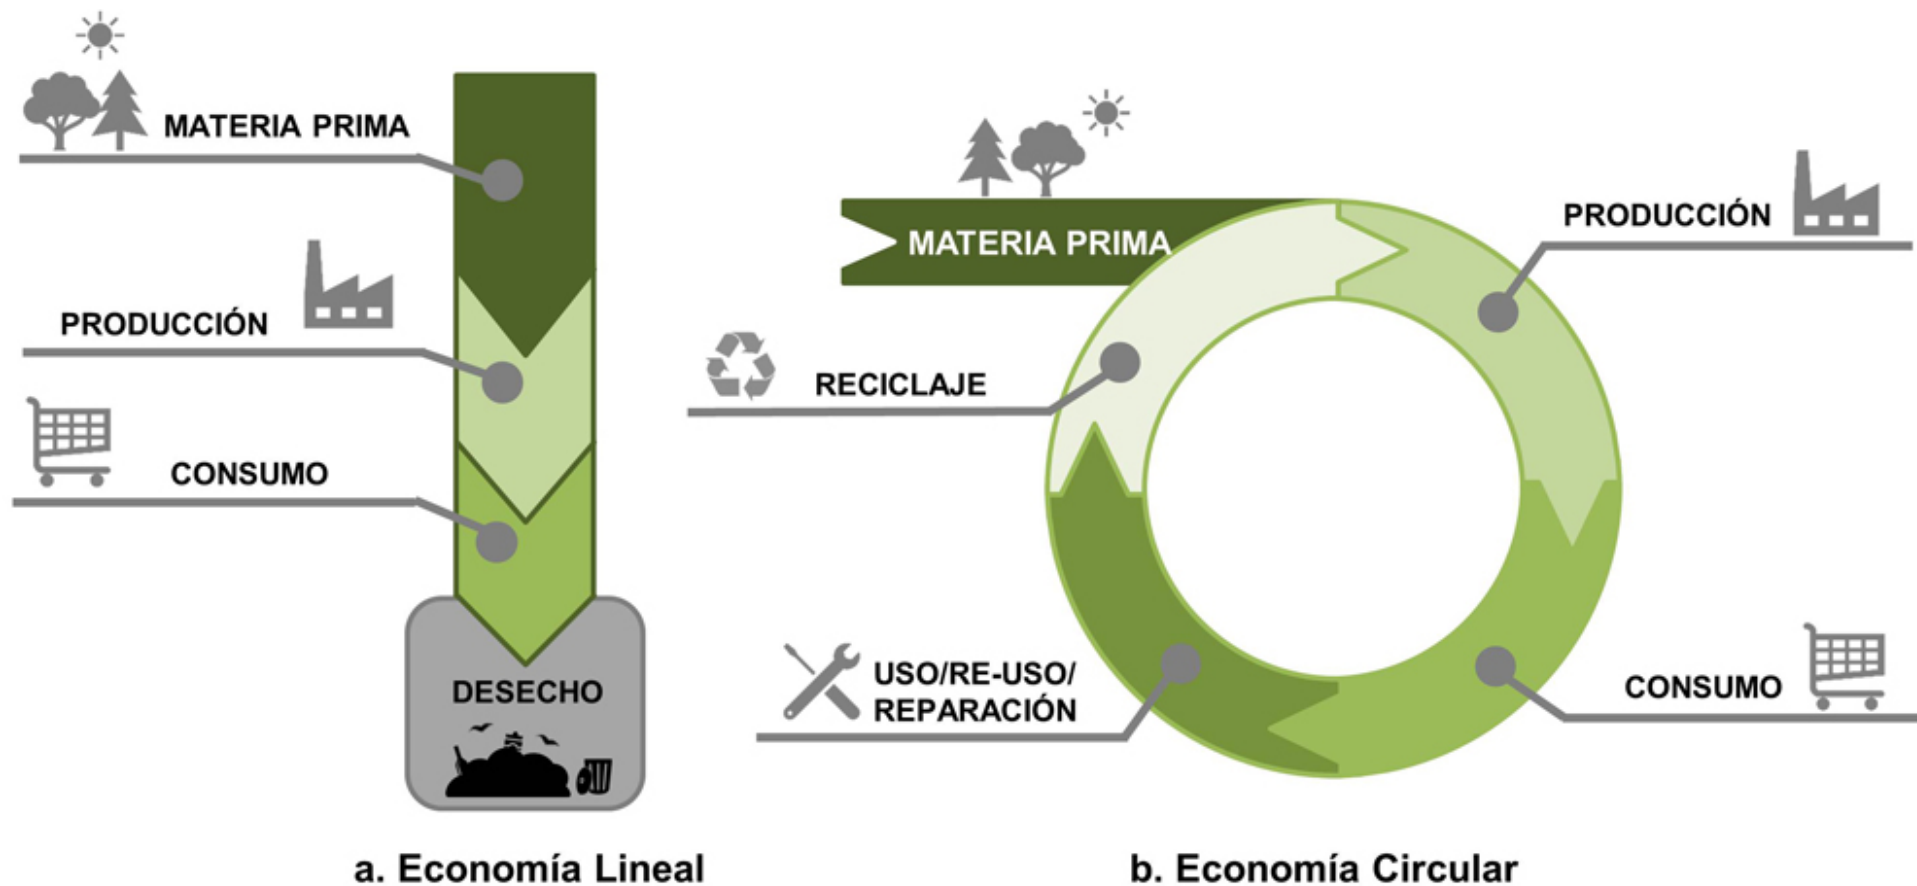 MATERIA PRIMA
PRODUCCIÓN
CONSUMO
DESECHO
a. Economía Lineal
MATERIA PRIMA
PRODUCCIÓN
RECICLAJE
USO/RE-USO/
REPARACIÓN
CONSUMO
b. Economía Circular